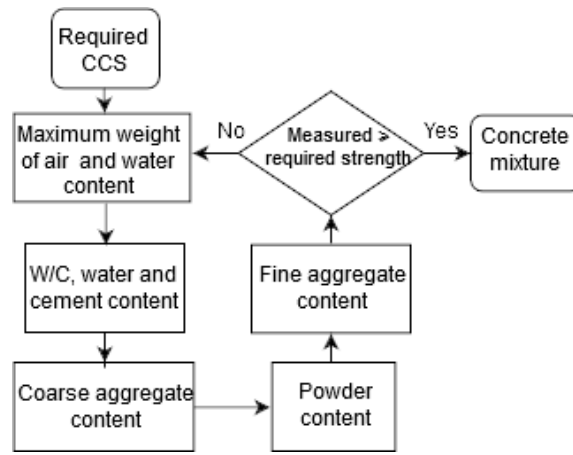 Required
CCS
Maximum weight
of air and water
content
W/C, water and
cement content
Coarse aggregate
content
Powder
content
Fine aggregate
content
Measured ≥
required strength
No
Yes
Concrete
mixture